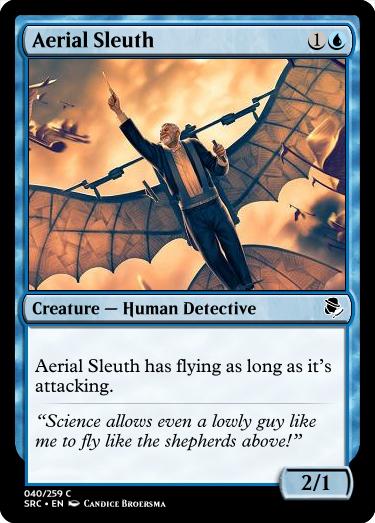 Aerial Sleuth
1
Creature — Human Detective
Aerial Sleuth has flying as long as it's
attacking.
“Science allows even a lowly guy like
me to fly like the shepherds above!”
2/1
040/259 C
SRC • EN Candice Broersma